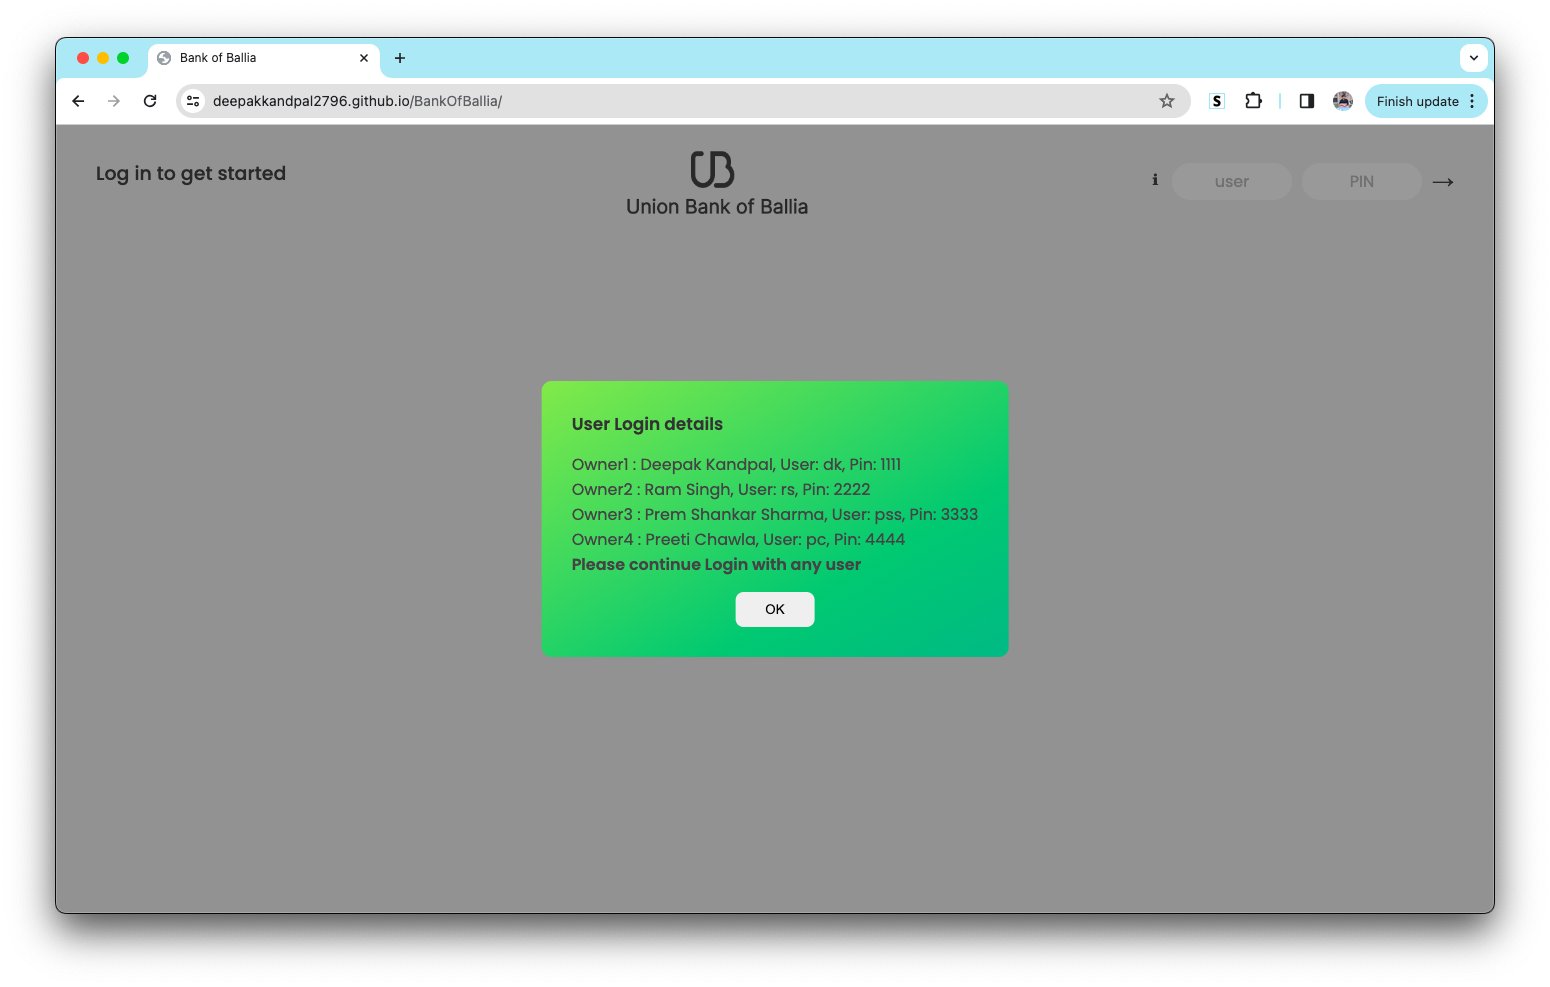 Bank of Ballia
deepakkandpal2796.github.io/BankOfBallia/
S
Finish update
Log in to get started
UB
Union Bank of Ballia
i
user
PIN
User Login details
Owner1 : Deepak Kandpal, User: dk, Pin: 1111
Owner2 : Ram Singh, User: rs, Pin: 2222
Owner3 : Prem Shankar Sharma, User: pss, Pin: 3333
Owner4 : Preeti Chawla, User: pc, Pin: 4444
Please continue Login with any user
OK